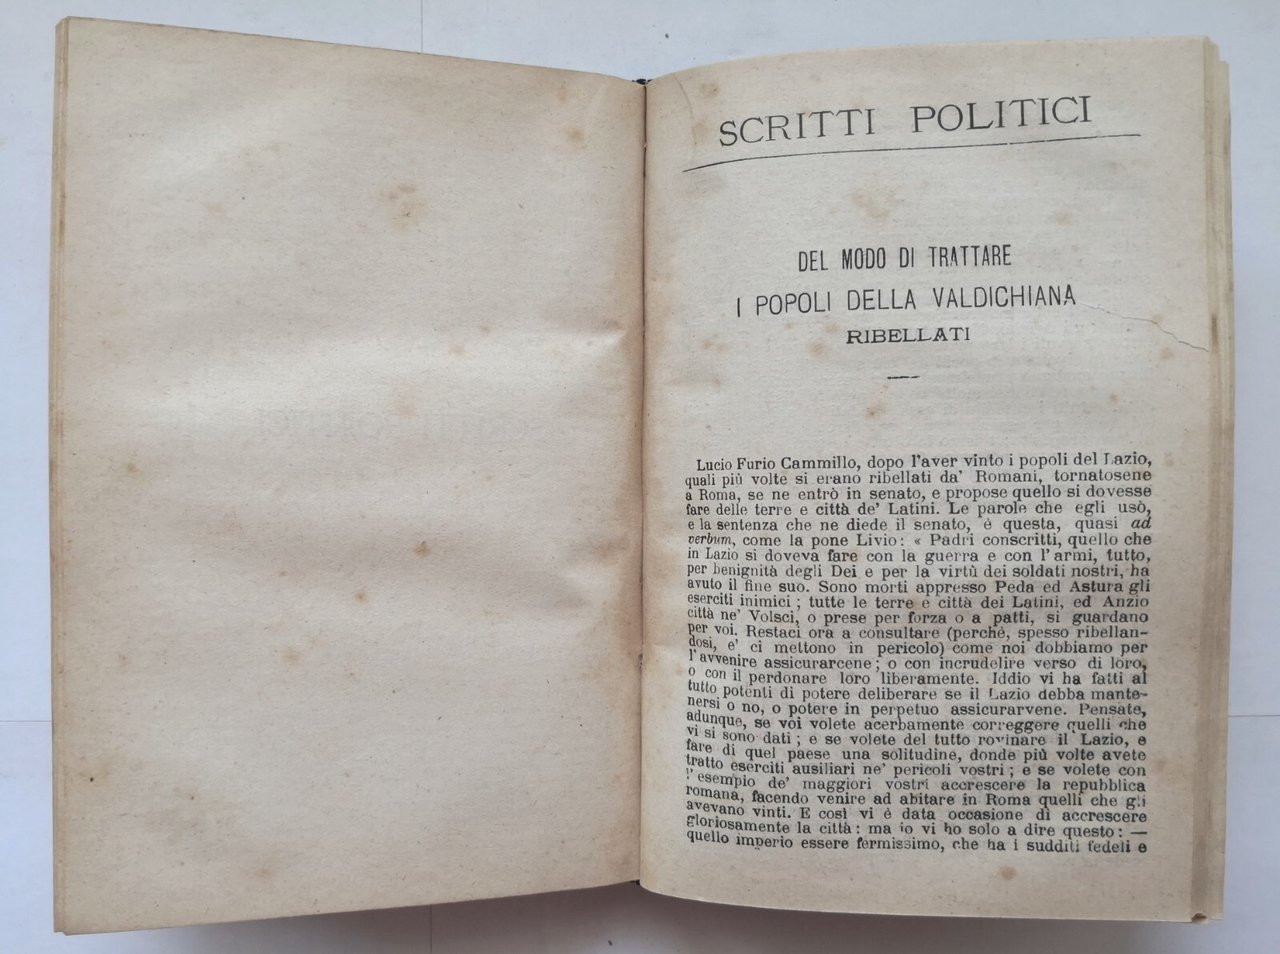 SCRITTI POLITICI
DEL MODO DI TRATTARE
I POPOLI DELLA VALDICHIANA
RIBELLATI
Lucio Furio Cammillo, dopo l'aver vinto i popoli del Lazio,
quali più volte si erano ribellati da' Romani, tornatosene
a Roma, se ne entrò in senato, e propose quello si dovesse
fare delle terre e città de' Latini. Le parole che egli usò,
e la sentenza che ne diede il senato, è questa, quasi ad
verbum, come la pone Livio: « Padri conscritti, quello che
in Lazio si doveva fare con la guerra e con l'armi, tutto,
per benignità degli Dei e per la virtù dei soldati nostri, ha
avuto il fine suo. Sono morti appresso Peda ed Astura gli
eserciti inimici; tutte le terre e città dei Latini, ed Anzio
città ne' Volsci, o prese per forza o a patti, si guardano
per voi. Restaci ora a consultare (perchè, spesso ribellan-
dosi, e' ci mettono in pericolo) come noi dobbiamo per
l'avvenire assicurarcene; o con incrudelire verso di loro,
o con il perdonare loro liberamente. Iddio vi ha fatti al
tutto potenti di potere deliberare se il Lazio debba mante-
nersi o no, o potere in perpetuo assicurarvene. Pensate,
adunque, se voi volete acerbamente correggere quelli che
vi si sono dati; e se volete del tutto rovinare il Lazio, e
fare di quel paese una solitudine, donde più volte avete
tratto eserciti ausiliari ne' pericoli vostri; e se volete con
l'esempio de' maggiori vostri accrescere la repubblica
romana, facendo venire ad abitare in Roma quelli che gli
avevano vinti. E così vi è data occasione di accrescere
gloriosamente la città: ma io vi ho solo a dire questo: —
quello imperio essere fermissimo, che ha i sudditi fedeli e